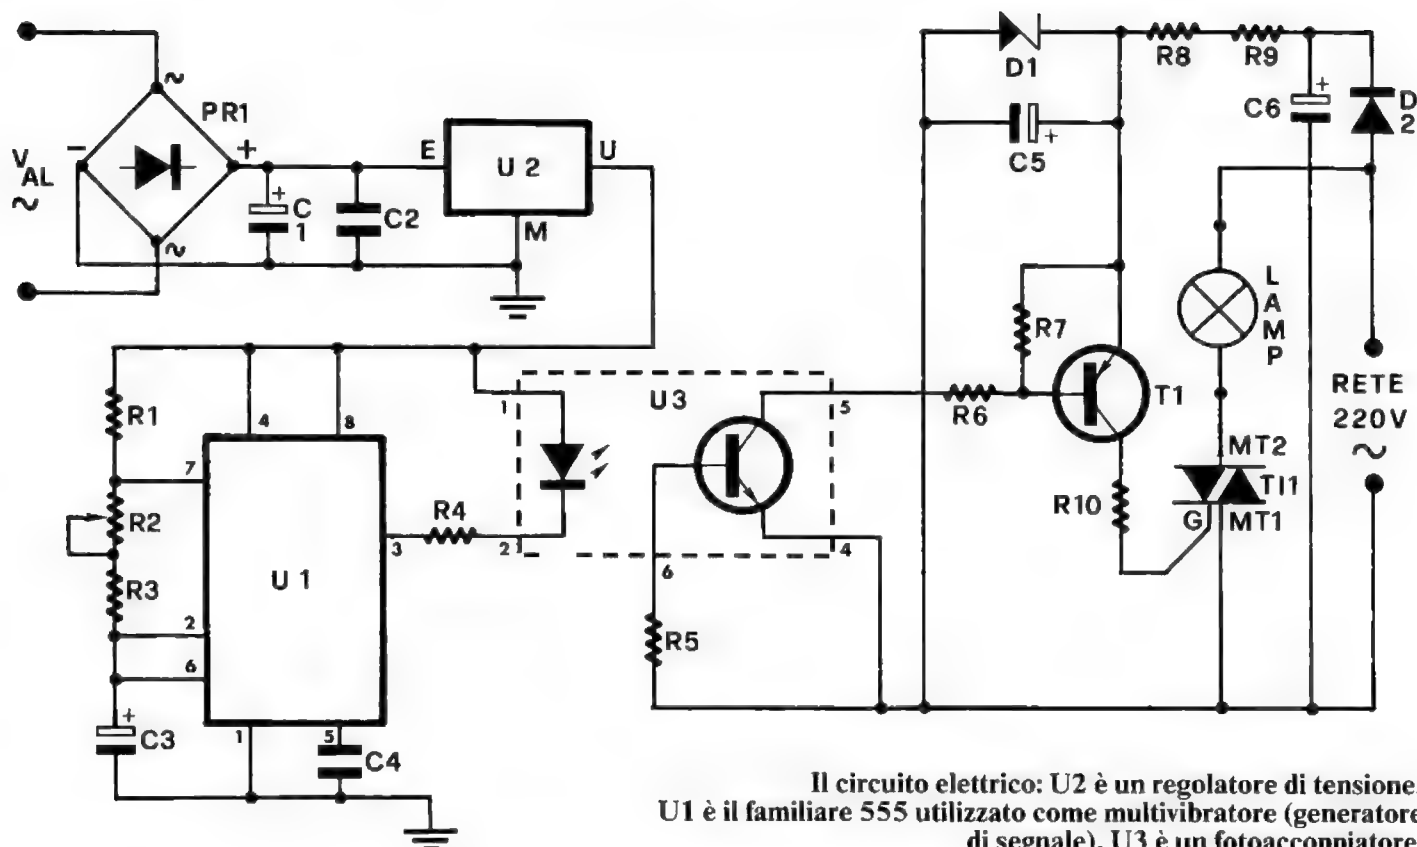 PR1
V AL ~
~
~
-
+
+
C 1
C2
E
U 2
U
M
R1
R2
R3
4
8
7
2
6
3
1
5
U 1
+
C3
C4
R4
1
2
U 3
5
4
6
R5
D1
C5
+
R8
R9
C6
+
D 2
R7
R6
T1
R10
LAMP
MT2
TI1
G
MT1
RETE
220V
~
Il circuito elettrico: U2 è un regolatore di tensione.
U1 è il familiare 555 utilizzato come multivibratore (generatore
di segnale). U3 è un fotoaccoppiatore.